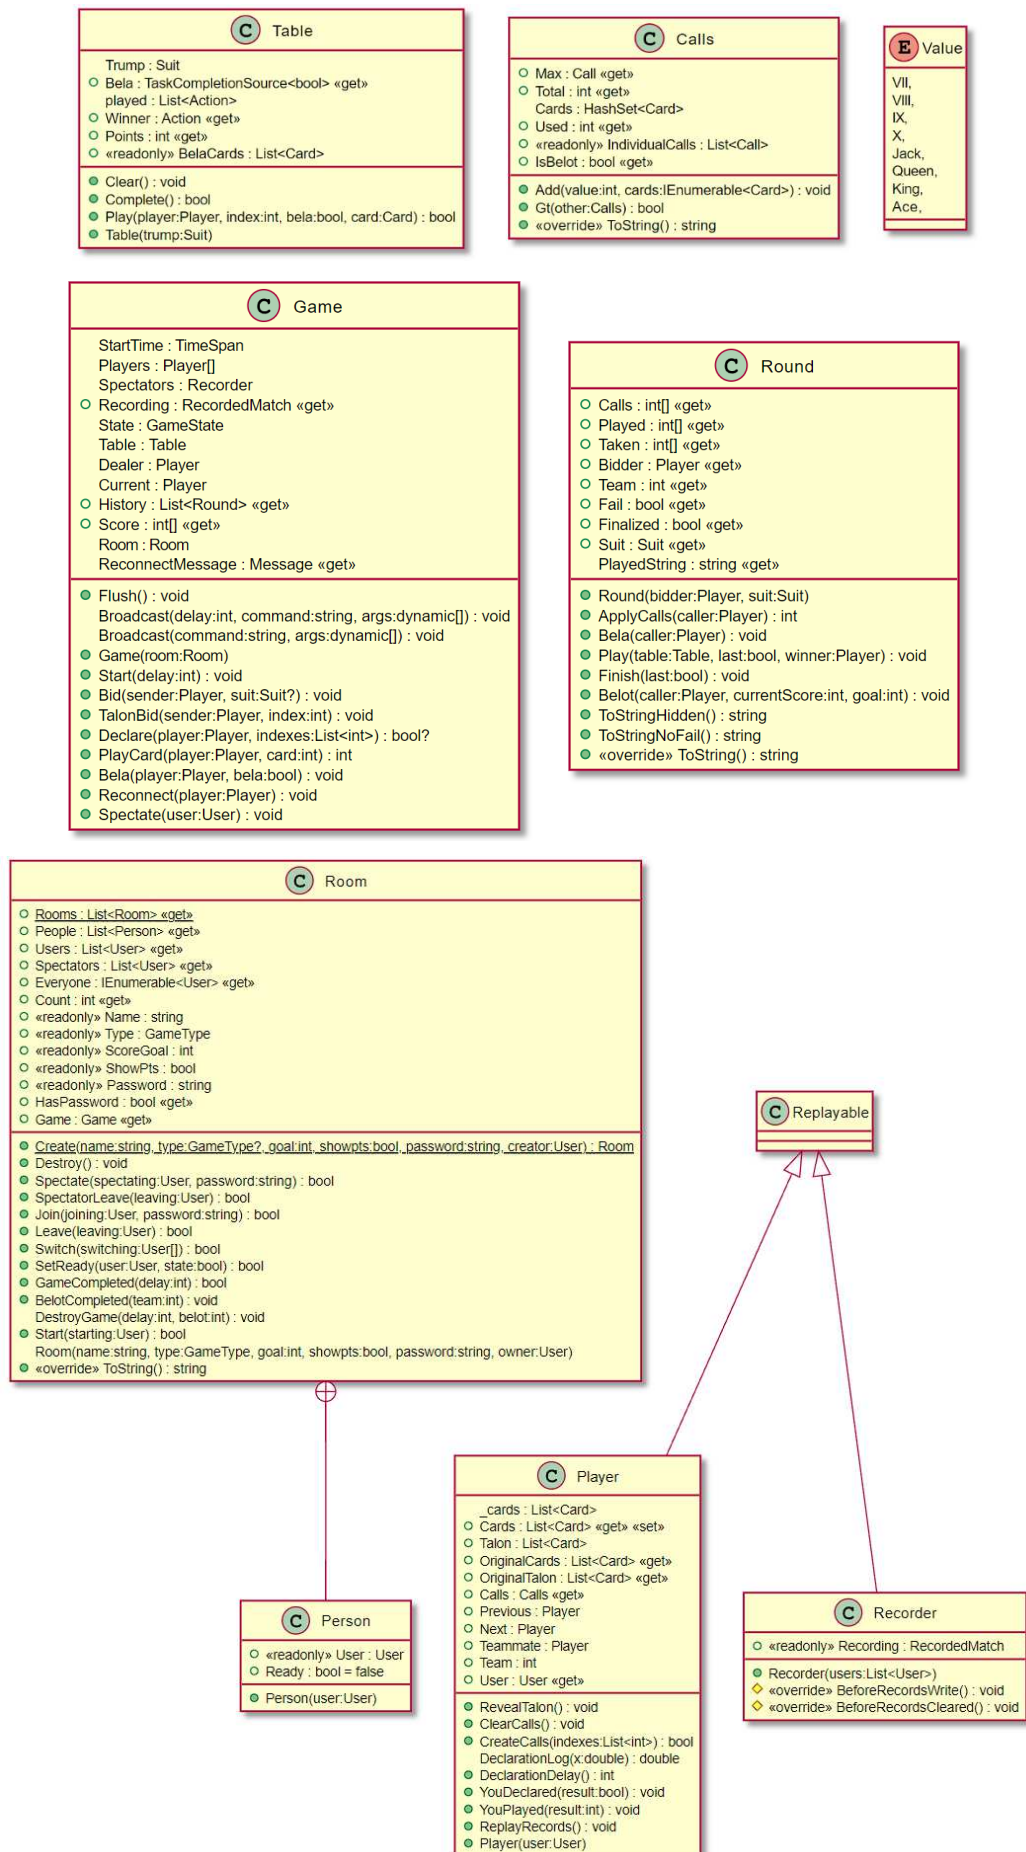 C Table
Trump : Suit
Bela : TaskCompletionSource<bool> «get»
played : List<Action>
Winner : Action «get»
Points : int «get»
«readonly» BelaCards : List<Card>
Clear() : void
Complete() : bool
Play(player:Player, index:int, bela:bool, card:Card) : bool
Table(trump:Suit)
C Calls
Max : Call «get»
Total : int «get»
Cards : HashSet<Card>
Used : int «get»
«readonly» IndividualCalls : List<Call>
IsBelot : bool «get»
Add(value:int, cards:IEnumerable<Card>) : void
Gt(other:Calls) : bool
«override» ToString() : string
E Value
VII,
VIII,
IX,
X,
Jack,
Queen,
King,
Ace,
C Game
StartTime : TimeSpan
Players : Player[]
Spectators : Recorder
Recording : RecordedMatch «get»
State : GameState
Table : Table
Dealer : Player
Current : Player
History : List<Round> «get»
Score : int[] «get»
Room : Room
ReconnectMessage : Message «get»
Flush() : void
Broadcast(delay:int, command:string, args:dynamic[]) : void
Broadcast(command:string, args:dynamic[]) : void
Game(room:Room)
Start(delay:int) : void
Bid(sender:Player, suit:Suit?) : void
TalonBid(sender:Player, index:int) : void
Declare(player:Player, indexes:List<int>) : bool?
PlayCard(player:Player, card:int) : int
Bela(player:Player, bela:bool) : void
Reconnect(player:Player) : void
Spectate(user:User) : void
C Round
Calls : int[] «get»
Played : int[] «get»
Taken : int[] «get»
Bidder : Player «get»
Team : int «get»
Fail : bool «get»
Finalized : bool «get»
Suit : Suit «get»
PlayedString : string «get»
Round(bidder:Player, suit:Suit)
ApplyCalls(caller:Player) : int
Bela(caller:Player) : void
Play(table:Table, last:bool, winner:Player) : void
Finish(last:bool) : void
Belot(caller:Player, currentScore:int, goal:int) : void
ToStringHidden() : string
ToStringNoFail() : string
«override» ToString() : string
C Room
Rooms : List<Room> «get»
People : List<Person> «get»
Users : List<User> «get»
Spectators : List<User> «get»
Everyone : IEnumerable<User> «get»
Count : int «get»
«readonly» Name : string
«readonly» Type : GameType
«readonly» ScoreGoal : int
«readonly» ShowPts : bool
«readonly» Password : string
HasPassword : bool «get»
Game : Game «get»
Create(name:string, type:GameType?, goal:int, showpts:bool, password:string, creator:User) : Room
Destroy() : void
Spectate(spectating:User, password:string) : bool
SpectatorLeave(leaving:User) : bool
Join(joining:User, password:string) : bool
Leave(leaving:User) : bool
Switch(switching:User[]) : bool
SetReady(user:User, state:bool) : bool
GameCompleted(delay:int) : bool
BelotCompleted(team:int) : void
DestroyGame(delay:int, belot:int) : void
Start(starting:User) : bool
Room(name:string, type:GameType, goal:int, showpts:bool, password:string, owner:User)
«override» ToString() : string
C Replayable
C Person
«readonly» User : User
Ready : bool = false
Person(user:User)
C Player
_cards : List<Card>
Cards : List<Card> «get» «set»
Talon : List<Card>
OriginalCards : List<Card> «get»
OriginalTalon : List<Card> «get»
Calls : Calls «get»
Previous : Player
Next : Player
Teammate : Player
Team : int
User : User «get»
RevealTalon() : void
ClearCalls() : void
CreateCalls(indexes:List<int>) : bool
DeclarationLog(x:double) : double
DeclarationDelay() : int
YouDeclared(result:bool) : void
YouPlayed(result:int) : void
ReplayRecords() : void
Player(user:User)
C Recorder
«readonly» Recording : RecordedMatch
Recorder(users:List<User>)
«override» BeforeRecordsWrite() : void
«override» BeforeRecordsCleared() : void